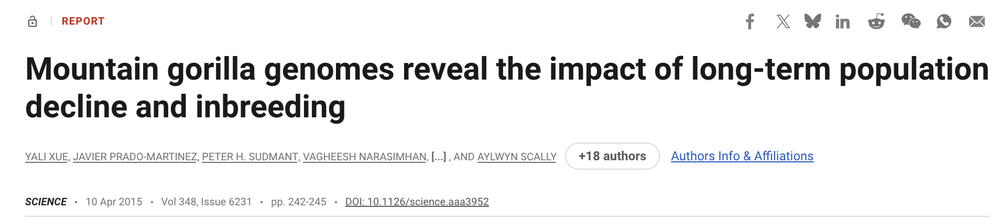 REPORT
Mountain gorilla genomes reveal the impact of long-term population
decline and inbreeding
YALI XUE, JAVIER PRADO-MARTINEZ, PETER H. SUDMANT, VAGHEESH NARASIMHAN, [...] , AND AYLWYN SCALLY +18 authors Authors Info & Affiliations
SCIENCE • 10 Apr 2015 • Vol 348, Issue 6231 • pp. 242-245 • DOI: 10.1126/science.aaa3952